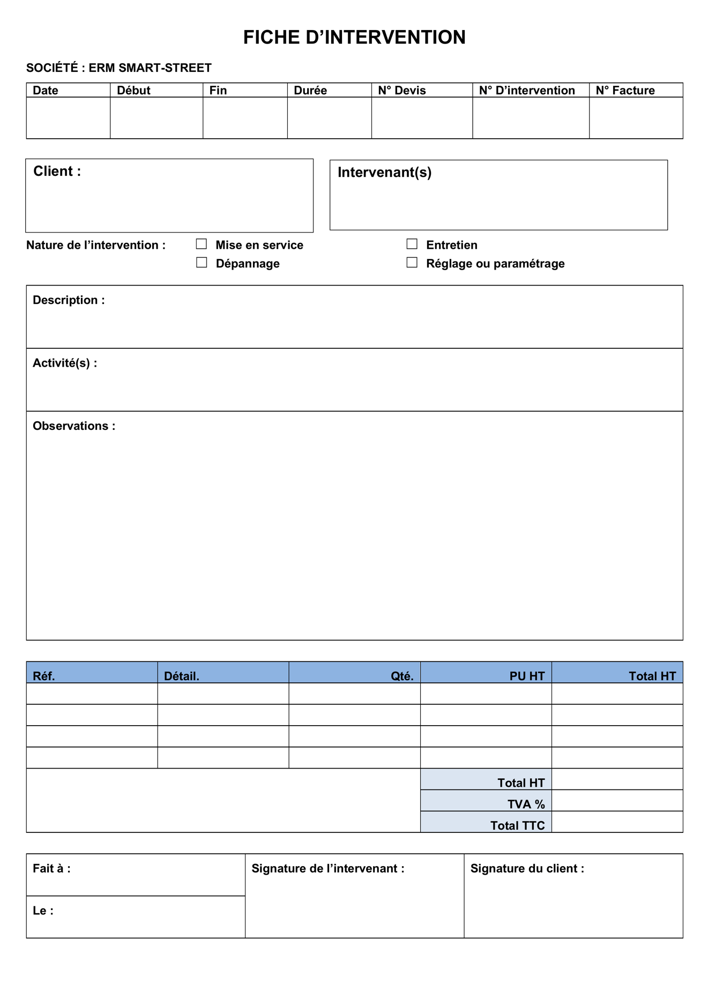 FICHE D’INTERVENTION
SOCIÉTÉ : ERM SMART-STREET
Date Début Fin Durée N° Devis N° D’intervention N° Facture
Client :
Intervenant(s)
Nature de l’intervention : ☐ Mise en service ☐ Entretien
☐ Dépannage ☐ Réglage ou paramétrage
Description :
Activité(s) :
Observations :
Réf. Détail. Qté. PU HT Total HT
Total HT
TVA %
Total TTC
Fait à : Signature de l’intervenant : Signature du client :
Le :